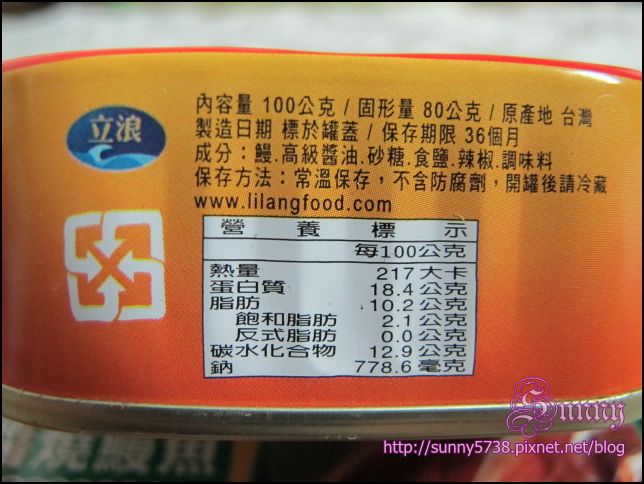 立浪
內容量 100公克 / 固形量 80公克 / 原產地 台灣
製造日期 標於罐蓋 / 保存期限 36個月
成分：鰻.高級醬油.砂糖.食鹽.辣椒.調味料
保存方法：常溫保存，不含防腐劑，開罐後請冷藏
www.lilangfood.com
營養標示
每100公克
熱量 217大卡
蛋白質 18.4公克
脂肪 10.2公克
飽和脂肪 2.1公克
反式脂肪 0.0公克
碳水化合物 12.9公克
鈉 778.6毫克
Sunny
http://sunny5738.pixnet.net/blog
燒鰻魚